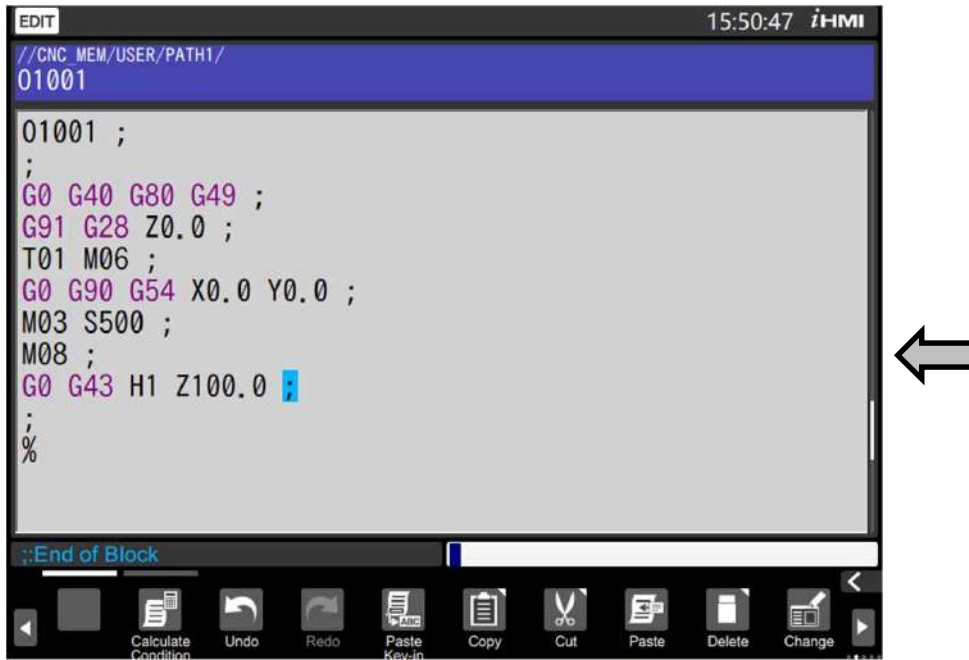 EDIT 15:50:47 iHMI
//CNC_MEM/USER/PATH1/
O1001
O1001 ;
;
G0 G40 G80 G49 ;
G91 G28 Z0.0 ;
T01 M06 ;
G0 G90 G54 X0.0 Y0.0 ;
M03 S500 ;
M08 ;
G0 G43 H1 Z100.0 ;
;
%
;:End of Block
Calculate Condition Undo Redo Paste Key-in Copy Cut Paste Delete Change
ABC